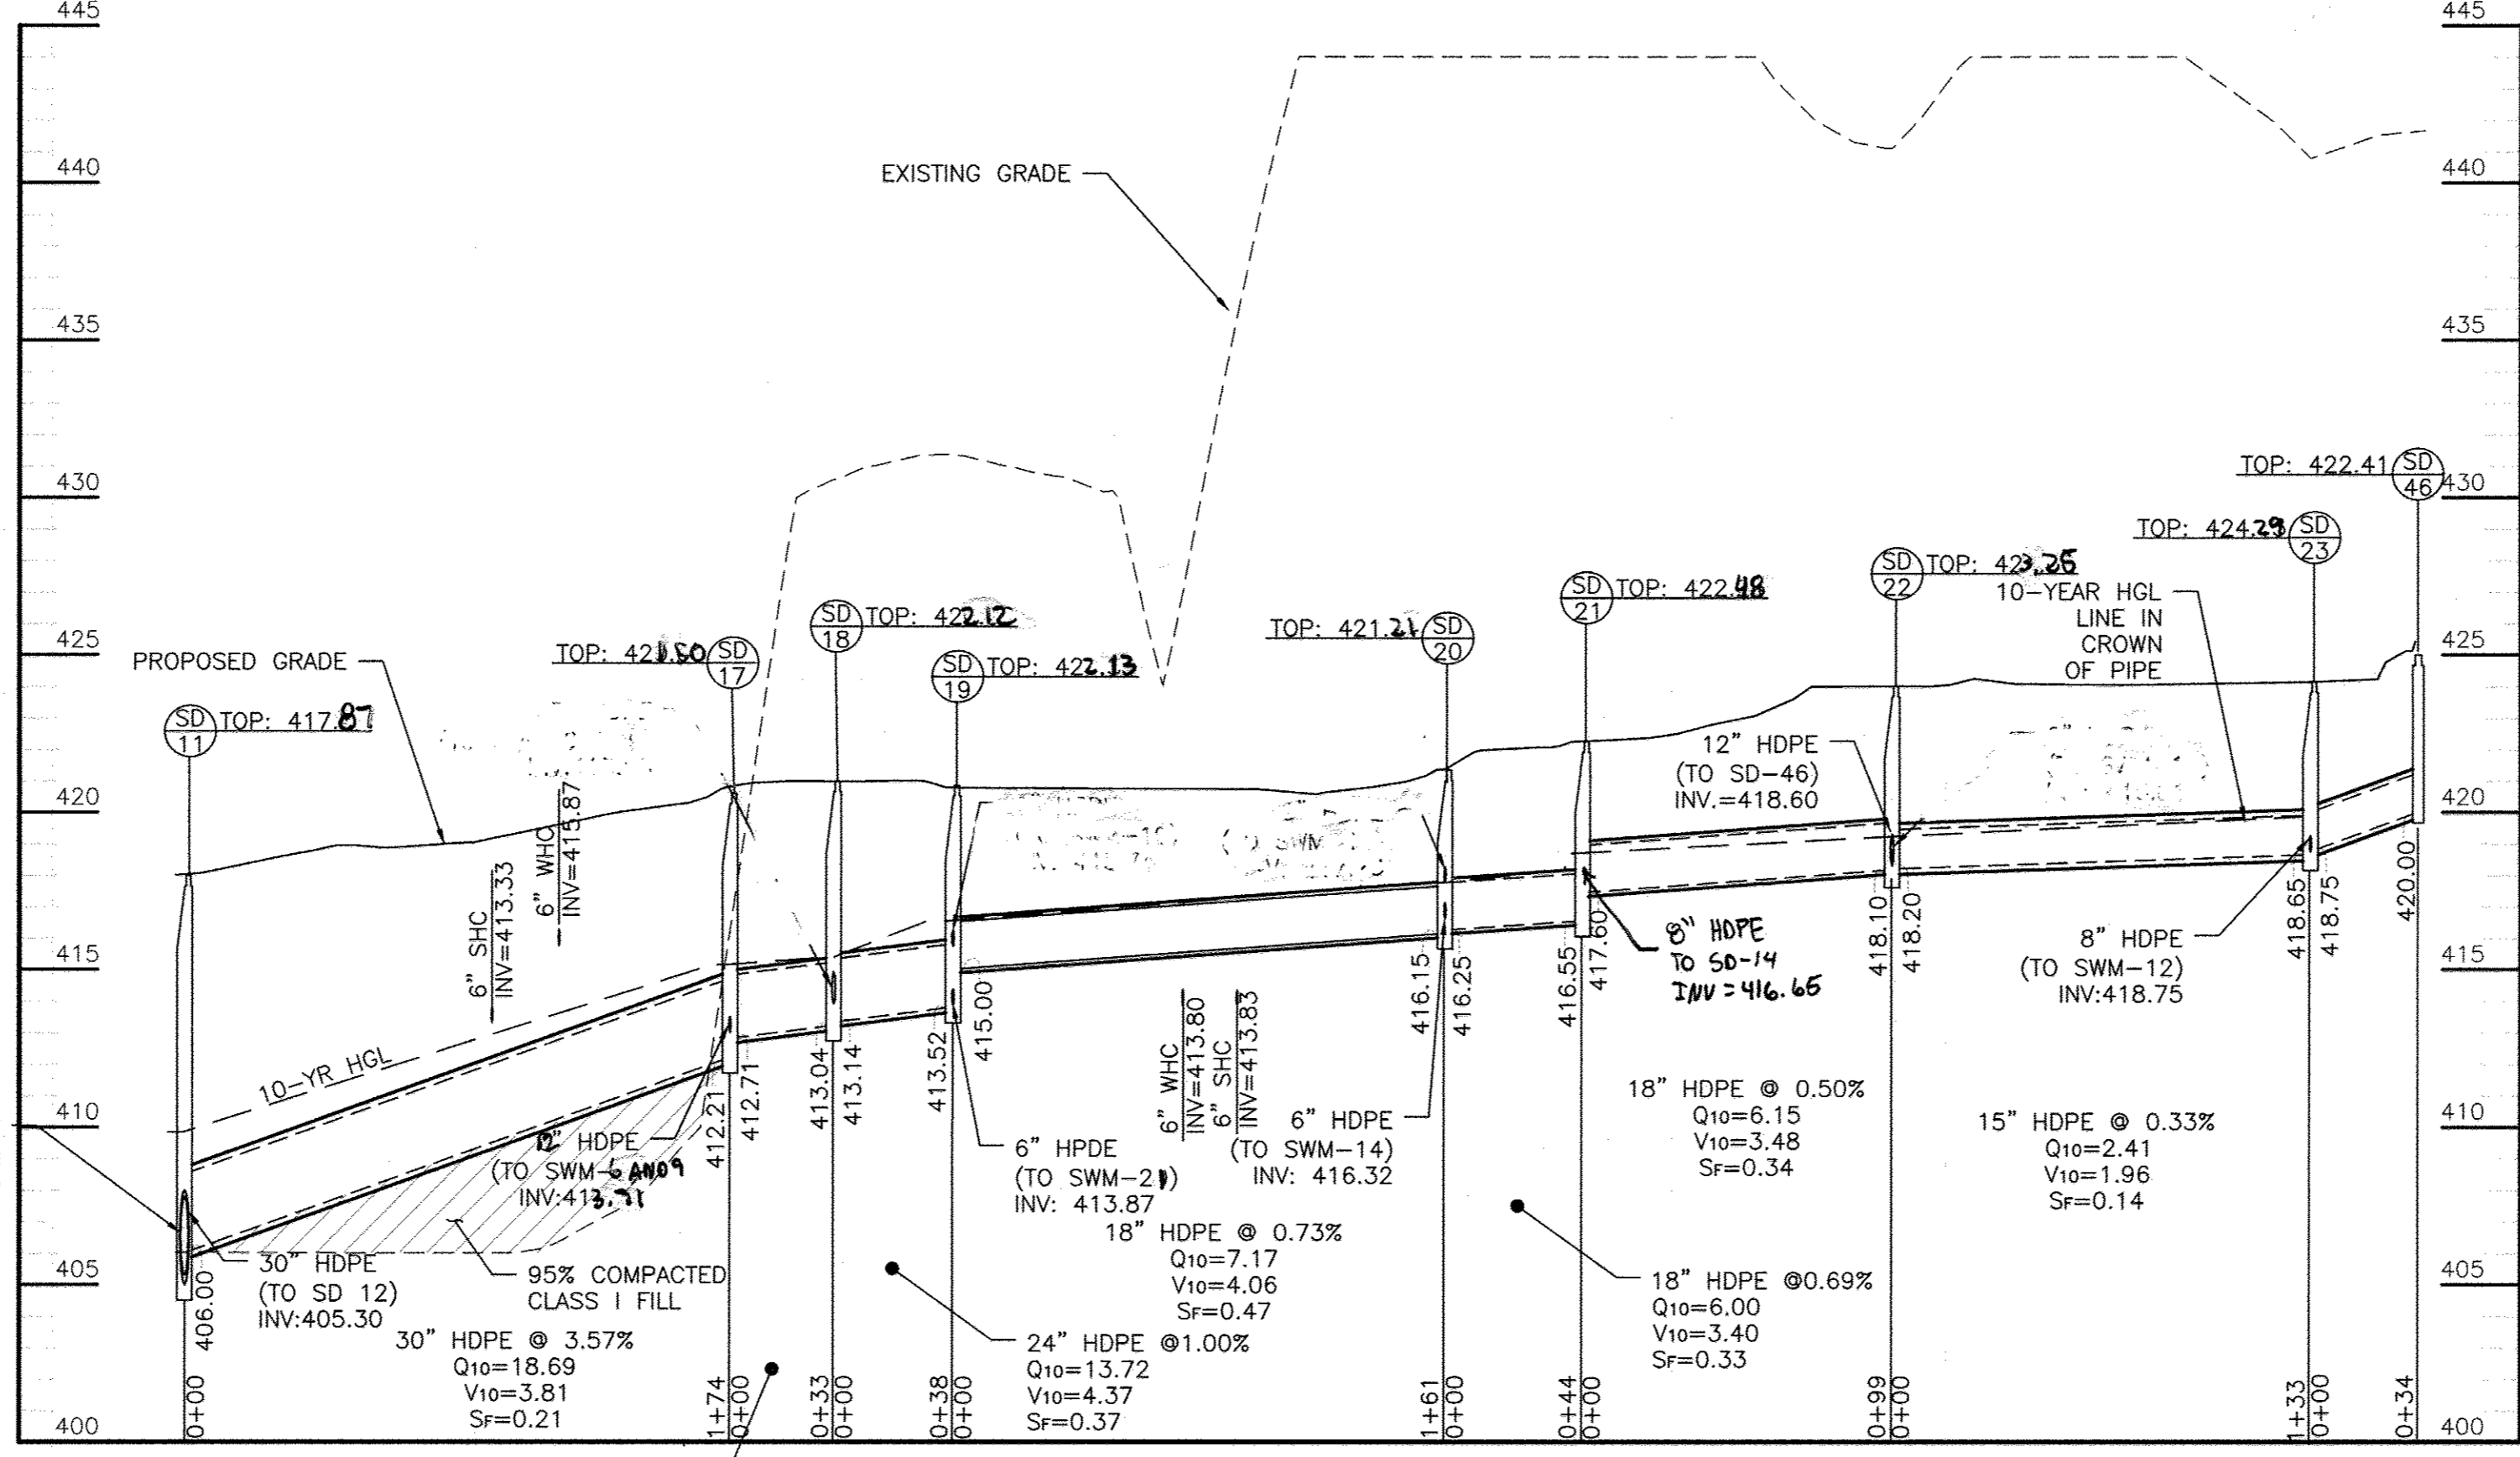 445
440
435
430
425
420
415
410
405
400
445
440
435
430
425
420
415
410
405
400
EXISTING GRADE
PROPOSED GRADE
SD
11
TOP: 417.87
TOP: 421.50
SD
17
SD
18
TOP: 422.12
SD
19
TOP: 422.13
TOP: 421.21
SD
20
SD
21
TOP: 422.48
SD
22
TOP: 423.26
TOP: 424.29
SD
23
TOP: 422.41
SD
46
10-YEAR HGL
LINE IN
CROWN
OF PIPE
12" HDPE
(TO SD-46)
INV.=418.60
6" SHC
INV=413.33
6" WHC
INV=415.87
10-YR HGL
12" HDPE
(TO SWM-6 AND 9
INV:413.71
30" HDPE
(TO SD 12)
INV:405.30
95% COMPACTED
CLASS I FILL
30" HDPE @ 3.57%
Q10=18.69
V10=3.81
SF=0.21
6" HPDE
(TO SWM-21)
INV: 413.87
18" HDPE @ 0.73%
Q10=7.17
V10=4.06
SF=0.47
24" HDPE @1.00%
Q10=13.72
V10=4.37
SF=0.37
6" WHC
INV=413.80
6" SHC
INV=413.83
6" HDPE
(TO SWM-14)
INV: 416.32
8" HDPE
TO SD-14
INV=416.65
18" HDPE @ 0.50%
Q10=6.15
V10=3.48
SF=0.34
18" HDPE @0.69%
Q10=6.00
V10=3.40
SF=0.33
15" HDPE @ 0.33%
Q10=2.41
V10=1.96
SF=0.14
8" HDPE
(TO SWM-12)
INV:418.75
406.00
412.21
412.71
413.04
413.14
413.52
415.00
416.15
416.25
416.55
417.60
418.10
418.20
418.65
418.75
420.00
0+00
1+74
0+00
0+33
0+00
0+38
0+00
1+61
0+00
0+44
0+00
0+99
0+00
1+33
0+00
0+34